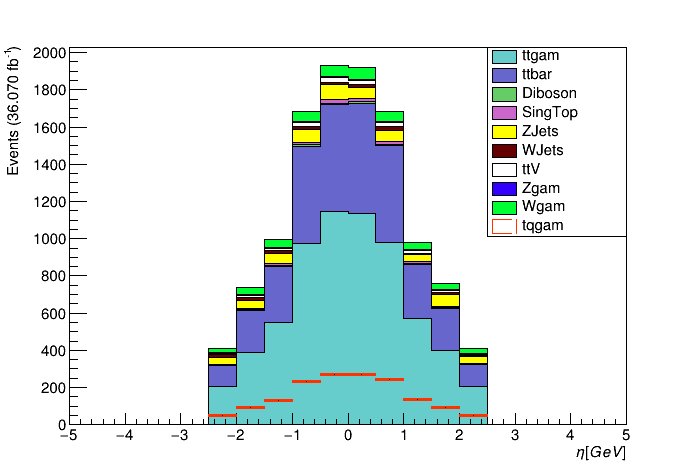 Events (36.070 fb⁻¹)
2000
1800
1600
1400
1200
1000
800
600
400
200
0
−5 −4 −3 −2 −1 0 1 2 3 4 5
η[GeV]
ttgam
ttbar
Diboson
SingTop
ZJets
WJets
ttV
Zgam
Wgam
tqgam